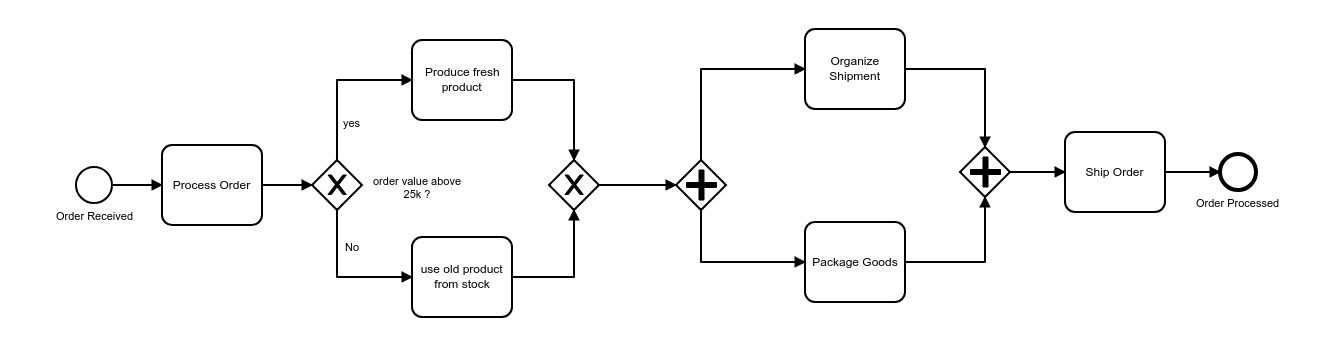 Order Received
Process Order
yes
No
order value above
25k ?
Produce fresh
product
use old product
from stock
Organize
Shipment
Package Goods
Ship Order
Order Processed